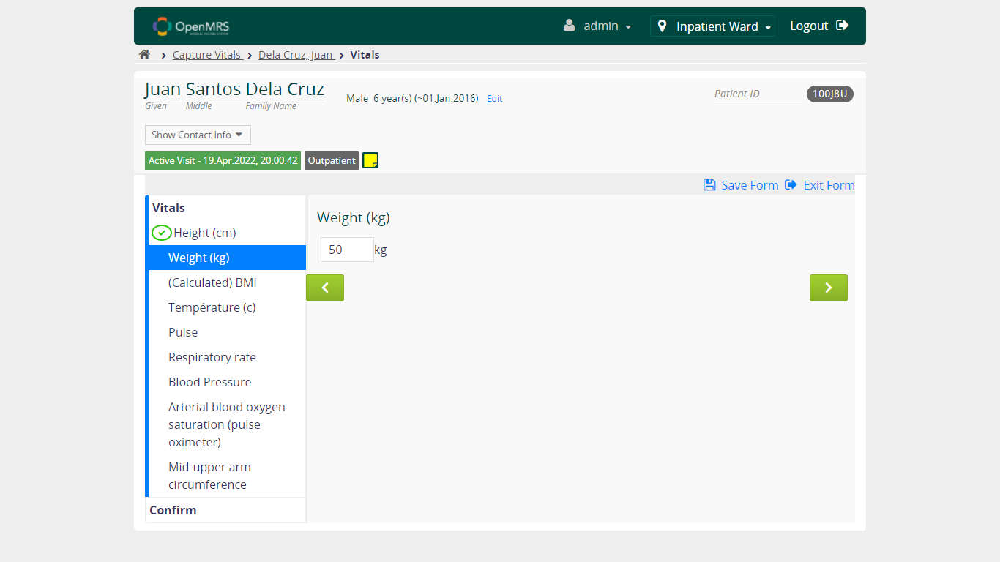 OpenMRS
admin
Inpatient Ward
Logout
Capture Vitals
Dela Cruz, Juan
Vitals
Juan Santos Dela Cruz
Given Middle Family Name
Male 6 year(s) (~01.Jan.2016) Edit
Patient ID 100J8U
Show Contact Info
Active Visit - 19.Apr.2022, 20:00:42 Outpatient
Save Form Exit Form
Vitals
Height (cm)
Weight (kg)
(Calculated) BMI
Température (c)
Pulse
Respiratory rate
Blood Pressure
Arterial blood oxygen
saturation (pulse
oximeter)
Mid-upper arm
circumference
Confirm
Weight (kg)
50 kg